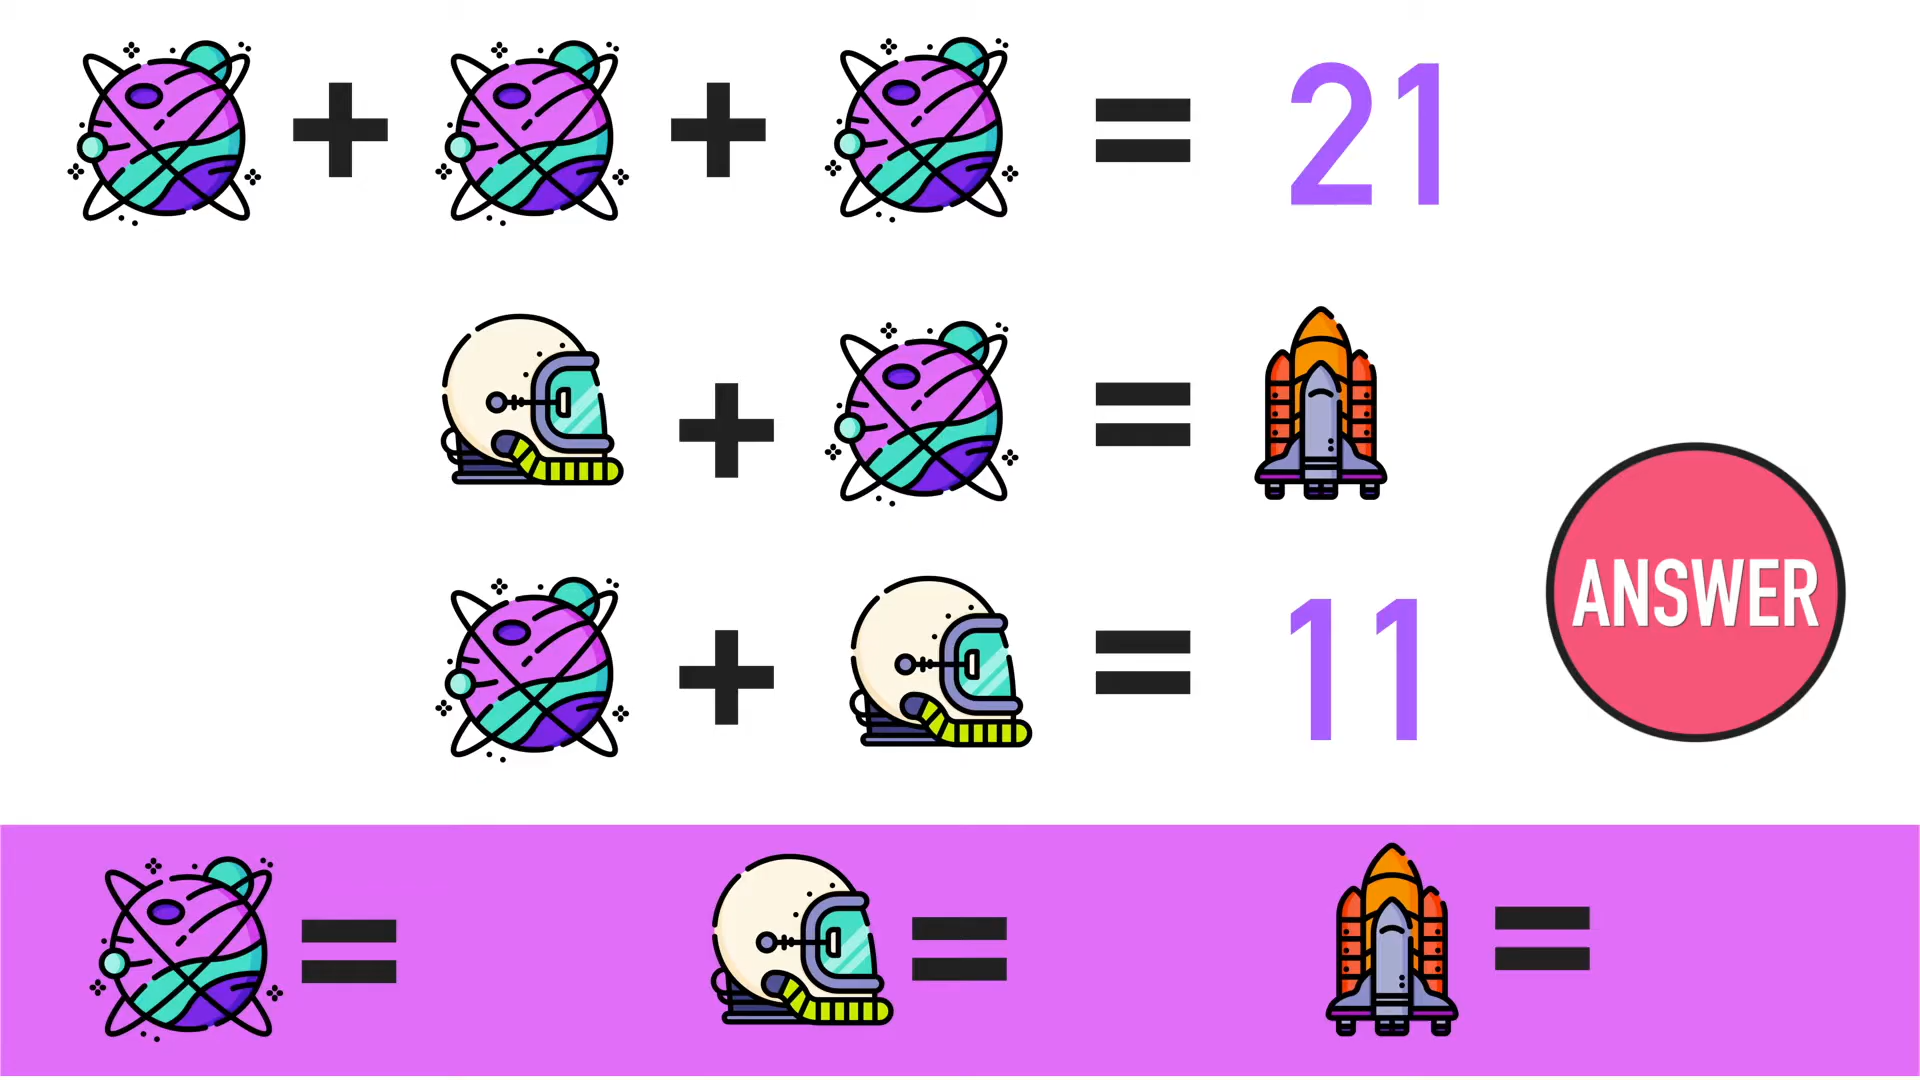 + + = 21
+ =
+ = 11
ANSWER
= = =